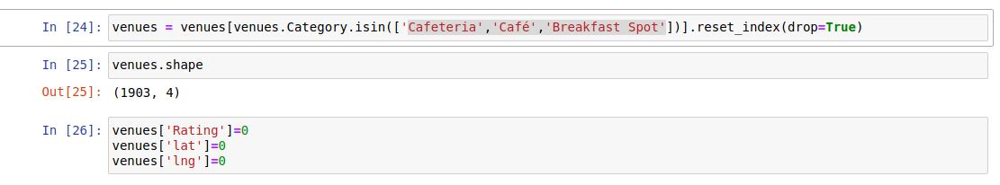 In [24]: venues = venues[venues.Category.isin(['Cafeteria','Café','Breakfast Spot'])].reset_index(drop=True)
In [25]: venues.shape
Out[25]: (1903, 4)
In [26]: venues['Rating']=0
venues['lat']=0
venues['lng']=0